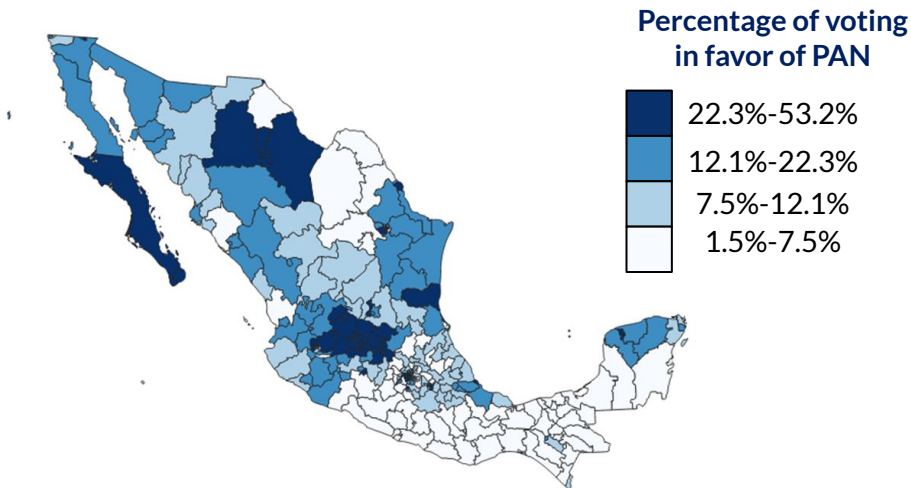 Percentage of voting
in favor of PAN
22.3%-53.2%
12.1%-22.3%
7.5%-12.1%
1.5%-7.5%